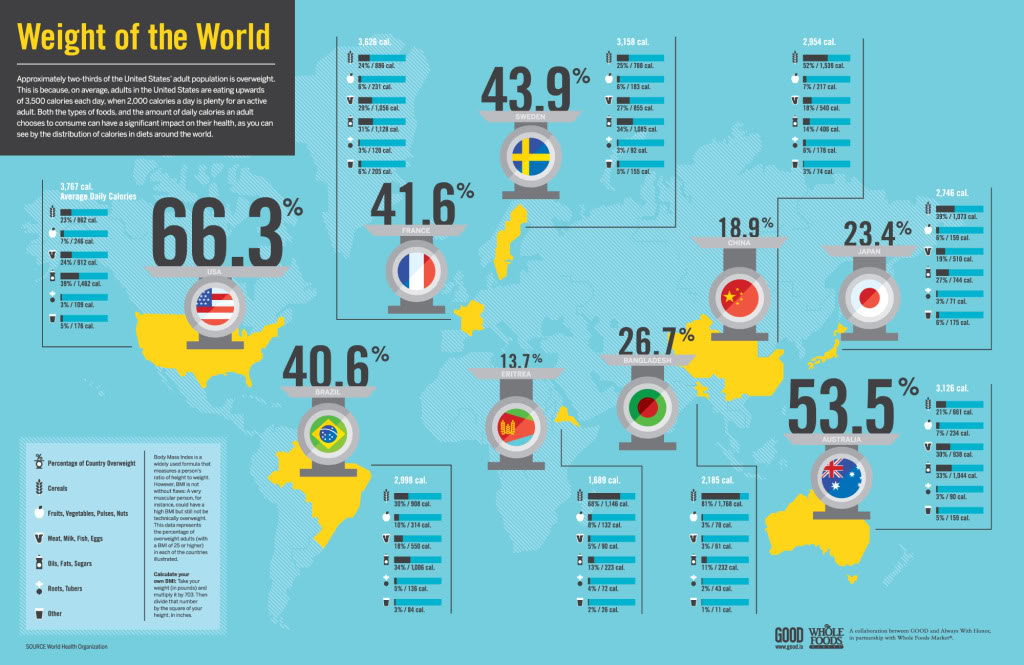 Weight of the World
Approximately two-thirds of the United States' adult population is overweight.
This is because, on average, adults in the United States are eating upwards
of 3,500 calories each day, when 2,000 calories a day is plenty for an active
adult. Both the types of foods, and the amount of daily calories an adult
chooses to consume can have a significant impact on their health, as you can
see by the distribution of calories in diets around the world.
3,767 cal.
Average Daily Calories
23% / 862 cal.
7% / 246 cal.
24% / 912 cal.
39% / 1,462 cal.
3% / 109 cal.
5% / 176 cal.
66.3%
USA
3,626 cal.
24% / 886 cal.
6% / 231 cal.
29% / 1,056 cal.
31% / 1,128 cal.
3% / 120 cal.
6% / 205 cal.
41.6%
FRANCE
43.9%
SWEDEN
3,158 cal.
25% / 788 cal.
6% / 183 cal.
27% / 855 cal.
34% / 1,085 cal.
3% / 92 cal.
5% / 155 cal.
2,954 cal.
52% / 1,539 cal.
7% / 217 cal.
18% / 540 cal.
14% / 406 cal.
6% / 178 cal.
3% / 74 cal.
18.9%
CHINA
23.4%
JAPAN
2,746 cal.
39% / 1,073 cal.
6% / 159 cal.
19% / 510 cal.
27% / 744 cal.
3% / 71 cal.
6% / 175 cal.
40.6%
BRAZIL
2,998 cal.
30% / 908 cal.
10% / 314 cal.
18% / 550 cal.
34% / 1,006 cal.
5% / 136 cal.
3% / 84 cal.
13.7%
ERITREA
1,689 cal.
68% / 1,146 cal.
8% / 132 cal.
5% / 90 cal.
13% / 223 cal.
4% / 72 cal.
2% / 26 cal.
26.7%
BANGLADESH
2,185 cal.
81% / 1,768 cal.
3% / 70 cal.
3% / 61 cal.
11% / 232 cal.
2% / 43 cal.
1% / 11 cal.
53.5%
AUSTRALIA
3,126 cal.
21% / 661 cal.
7% / 234 cal.
30% / 938 cal.
33% / 1,044 cal.
3% / 90 cal.
5% / 159 cal.
%
Percentage of Country Overweight
Cereals
Fruits, Vegetables, Pulses, Nuts
Meat, Milk, Fish, Eggs
Oils, Fats, Sugars
Roots, Tubers
Other
Body Mass Index is a
widely used formula that
measures a person's
ratio of height to weight.
However, BMI is not
without flaws: A very
muscular person, for
instance, could have a
high BMI but still not be
technically overweight.
This data represents
the percentage of
overweight adults (with
a BMI of 25 or higher)
in each of the countries
illustrated.
Calculate your
own BMI: Take your
weight (in pounds) and
multiply it by 703. Then
divide that number
by the square of your
height, in inches.
SOURCE World Health Organization
GOOD
www.good.is
WHOLE
FOODS
MARKET
A collaboration between GOOD and Always With Honor,
in partnership with Whole Foods Market®.